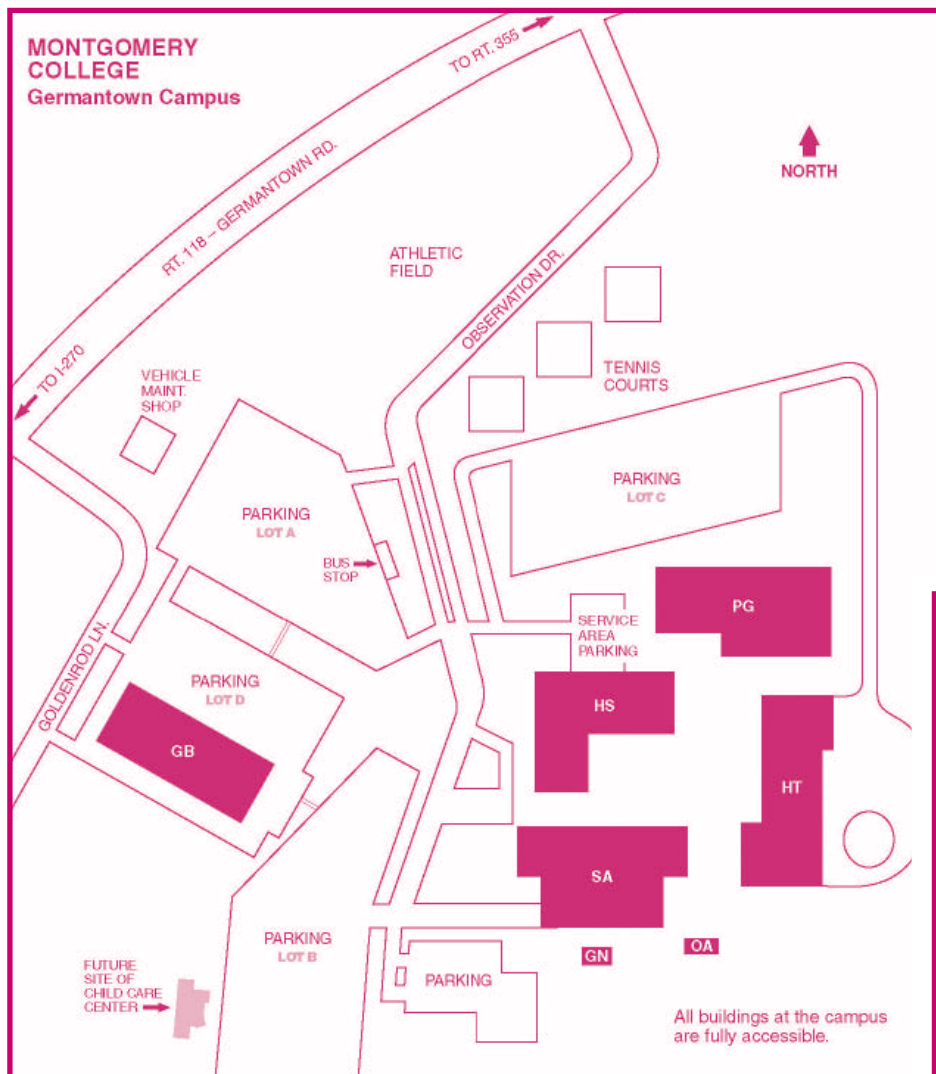 MONTGOMERY
COLLEGE
Germantown Campus
TO RT. 355
NORTH
RT. 118 – GERMANTOWN RD.
ATHLETIC
FIELD
OBSERVATION DR.
TO I-270
VEHICLE
MAINT.
SHOP
TENNIS
COURTS
PARKING
LOT C
PARKING
LOT A
BUS
STOP
PG
SERVICE
AREA
PARKING
GOLDENROD LN.
PARKING
LOT D
HS
GB
HT
SA
PARKING
LOT B
GN
OA
FUTURE
SITE OF
CHILD CARE
CENTER
PARKING
All buildings at the campus
are fully accessible.